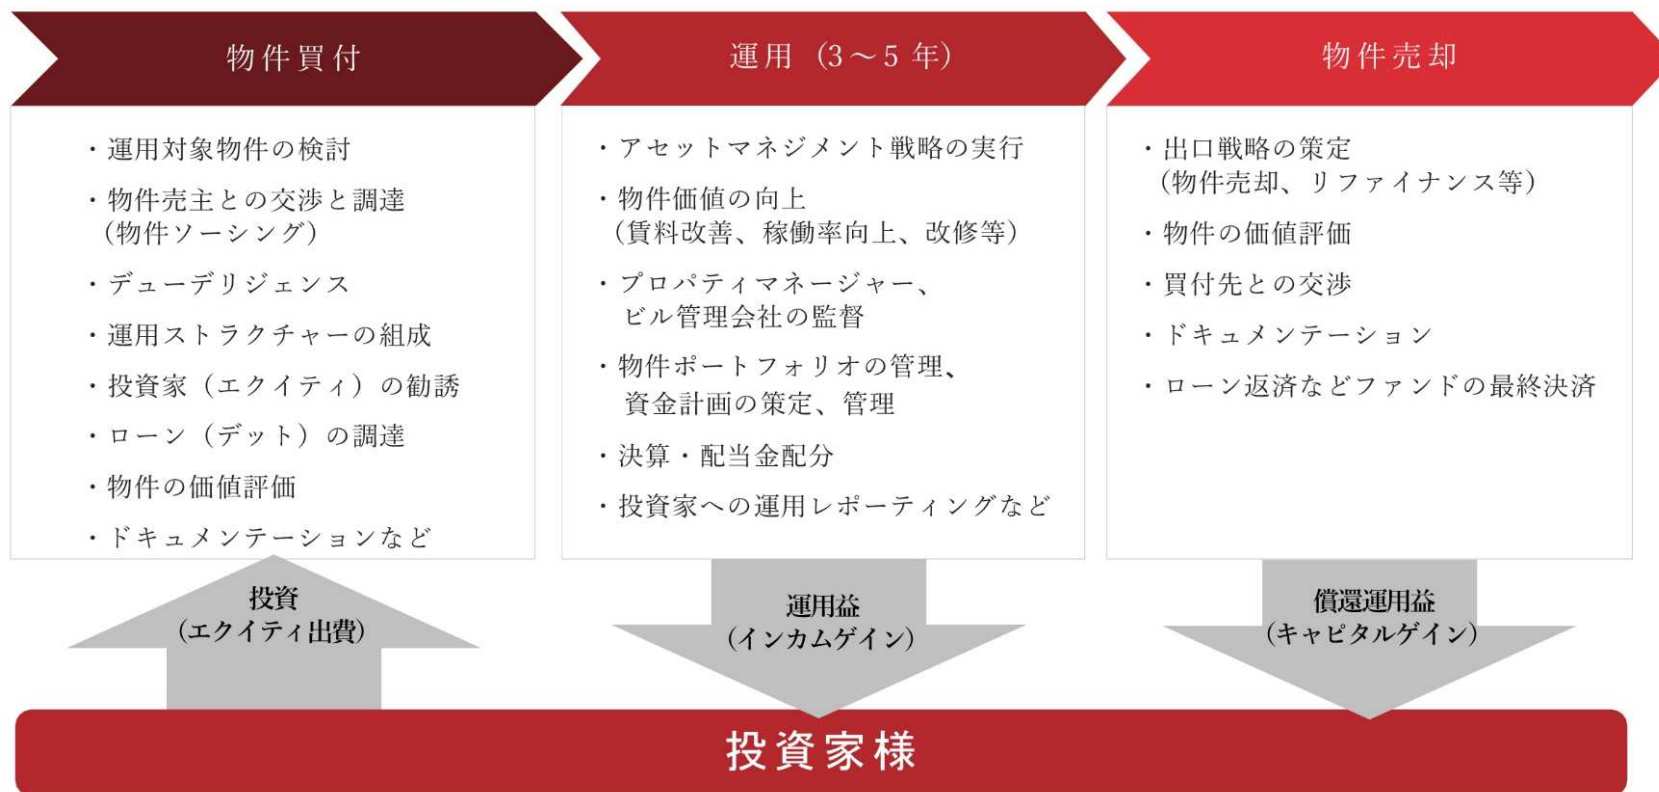 物件買付
・運用対象物件の検討
・物件売主との交渉と調達
（物件ソーシング）
・デューデリジェンス
・運用ストラクチャーの組成
・投資家（エクイティ）の勧誘
・ローン（デット）の調達
・物件の価値評価
・ドキュメンテーションなど
投資
（エクイティ出費）
運用（3～5 年）
・アセットマネジメント戦略の実行
・物件価値の向上
（賃料改善、稼働率向上、改修等）
・プロパティマネージャー、
ビル管理会社の監督
・物件ポートフォリオの管理、
資金計画の策定、管理
・決算・配当金配分
・投資家への運用レポーティングなど
運用益
（インカムゲイン）
物件売却
・出口戦略の策定
（物件売却、リファイナンス等）
・物件の価値評価
・買付先との交渉
・ドキュメンテーション
・ローン返済などファンドの最終決済
償還運用益
（キャピタルゲイン）
投資家様